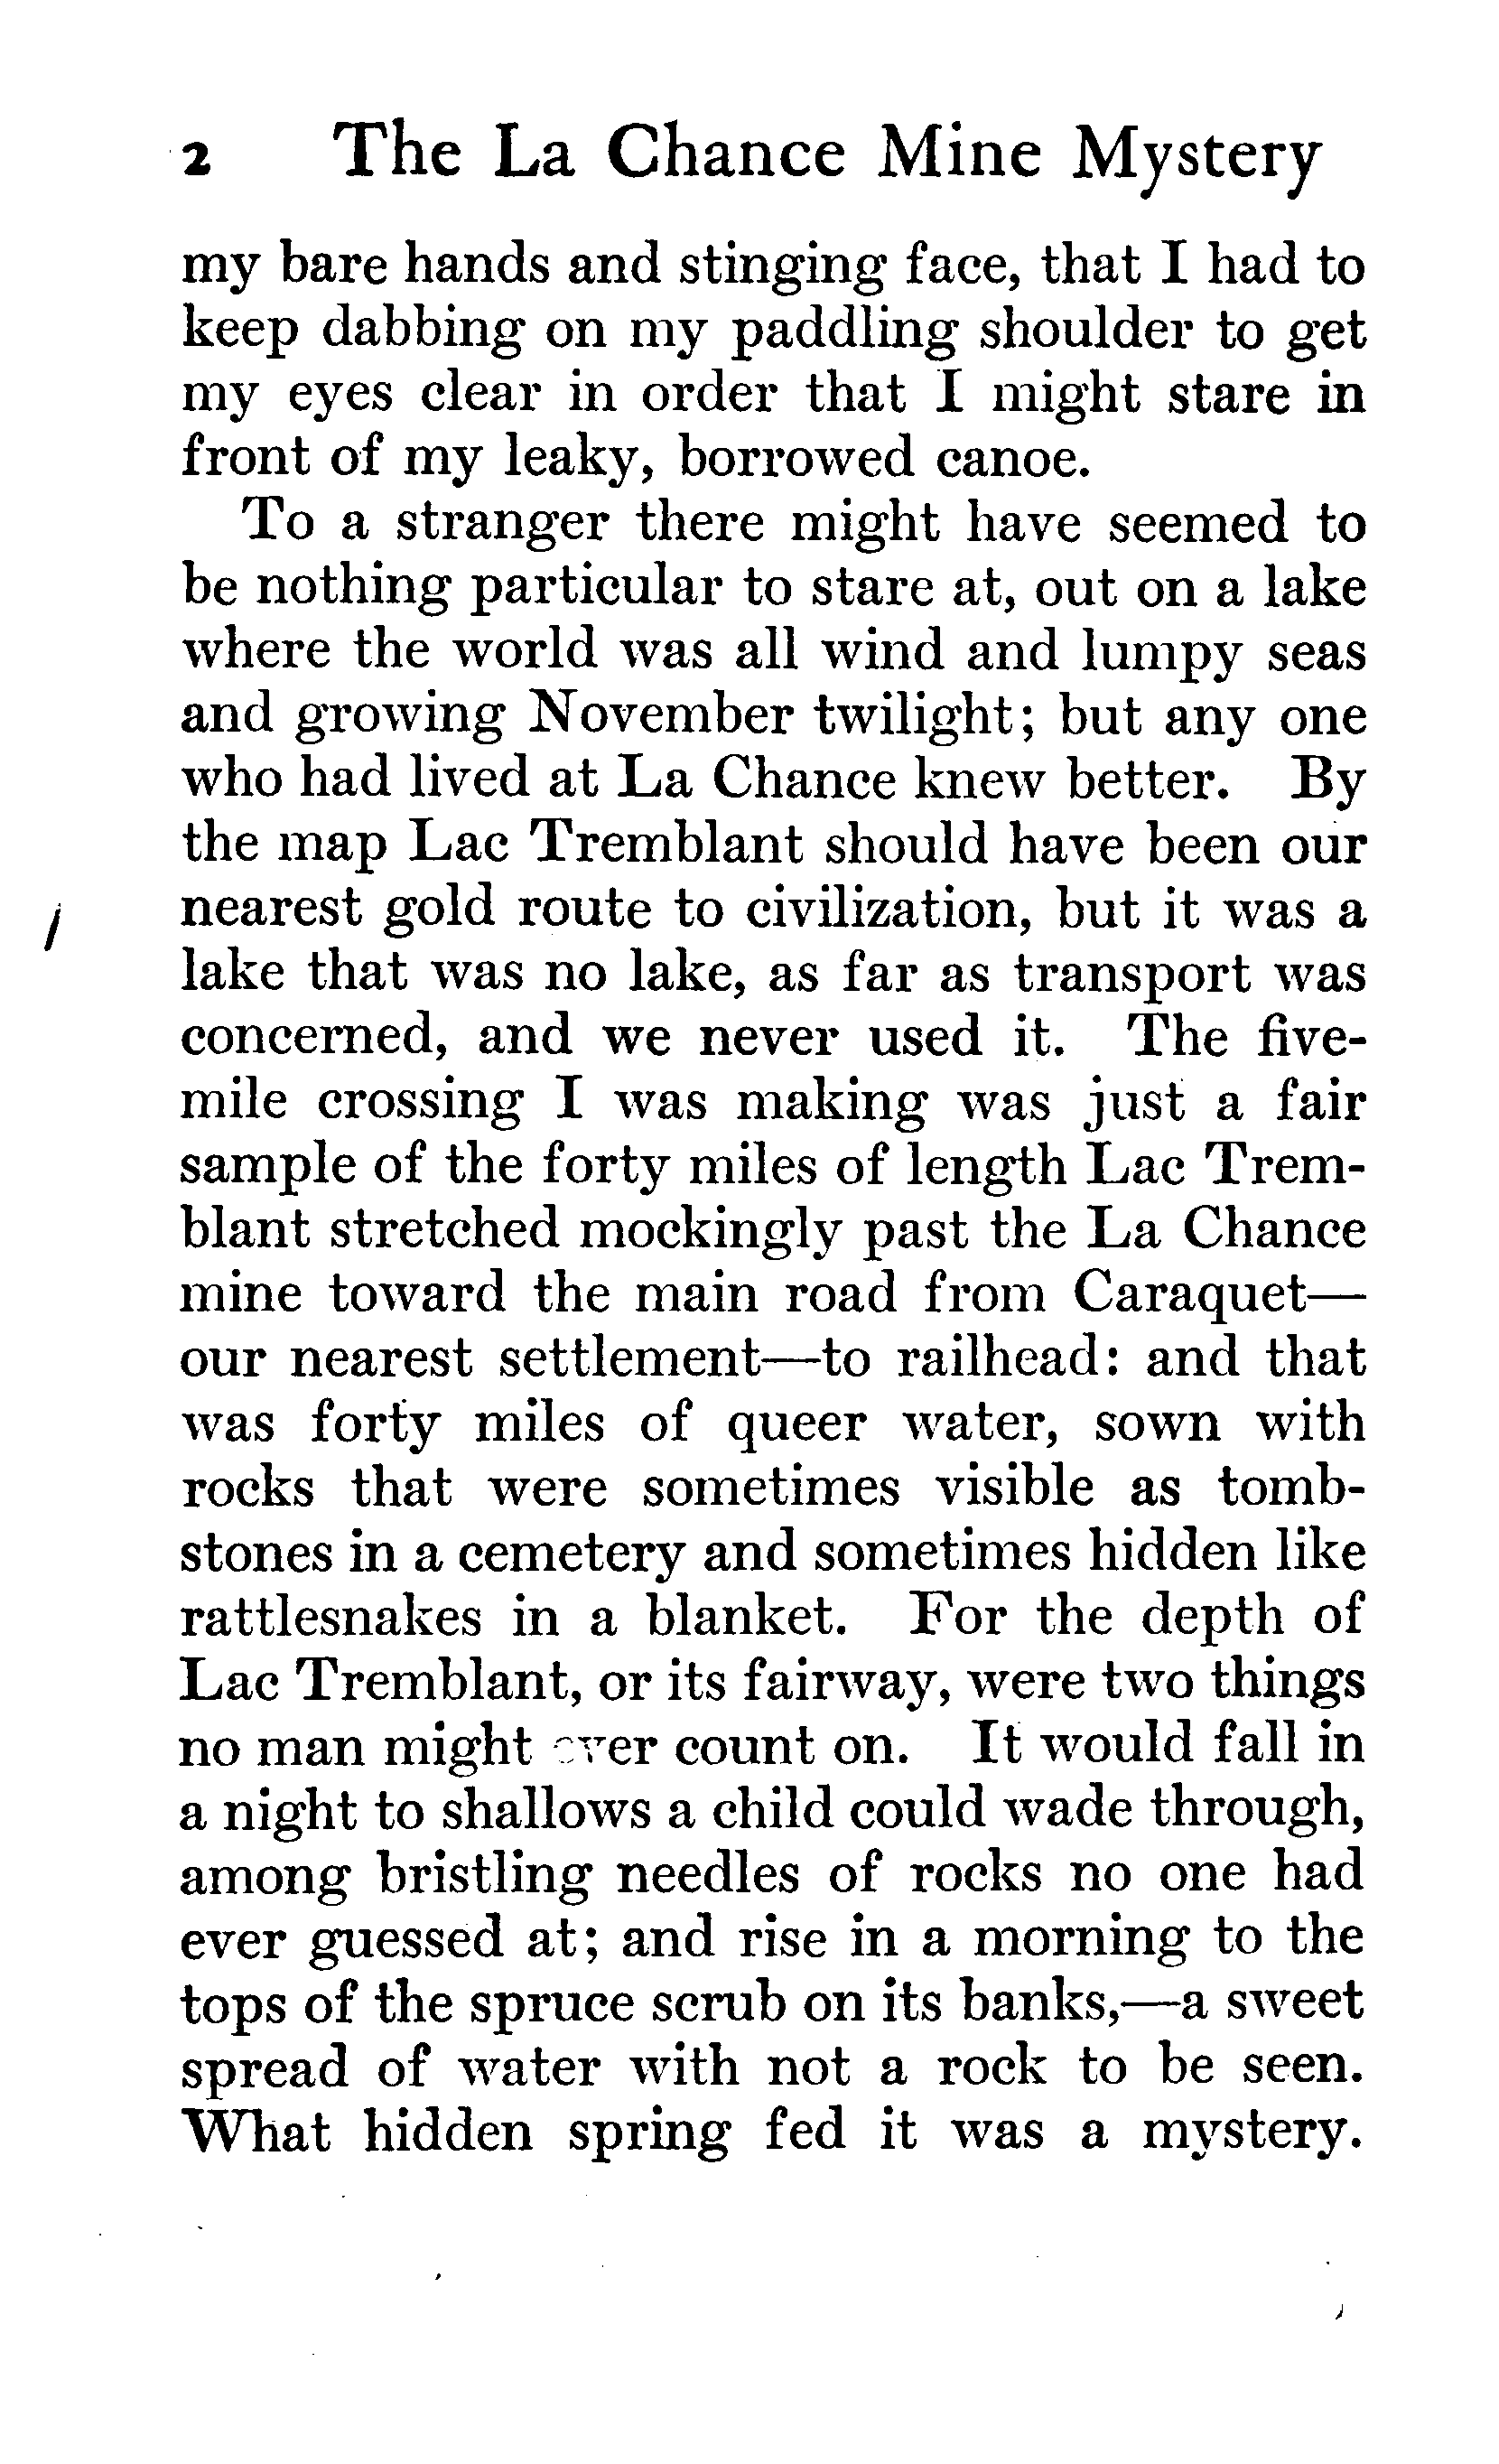 2 The La Chance Mine Mystery
my bare hands and stinging face, that I had to
keep dabbing on my paddling shoulder to get
my eyes clear in order that I might stare in
front of my leaky, borrowed canoe.
To a stranger there might have seemed to
be nothing particular to stare at, out on a lake
where the world was all wind and lumpy seas
and growing November twilight; but any one
who had lived at La Chance knew better. By
the map Lac Tremblant should have been our
nearest gold route to civilization, but it was a
lake that was no lake, as far as transport was
concerned, and we never used it. The five-
mile crossing I was making was just a fair
sample of the forty miles of length Lac Trem-
blant stretched mockingly past the La Chance
mine toward the main road from Caraquet—
our nearest settlement—to railhead: and that
was forty miles of queer water, sown with
rocks that were sometimes visible as tomb-
stones in a cemetery and sometimes hidden like
rattlesnakes in a blanket. For the depth of
Lac Tremblant, or its fairway, were two things
no man might ever count on. It would fall in
a night to shallows a child could wade through,
among bristling needles of rocks no one had
ever guessed at; and rise in a morning to the
tops of the spruce scrub on its banks,—a sweet
spread of water with not a rock to be seen.
What hidden spring fed it was a mystery.